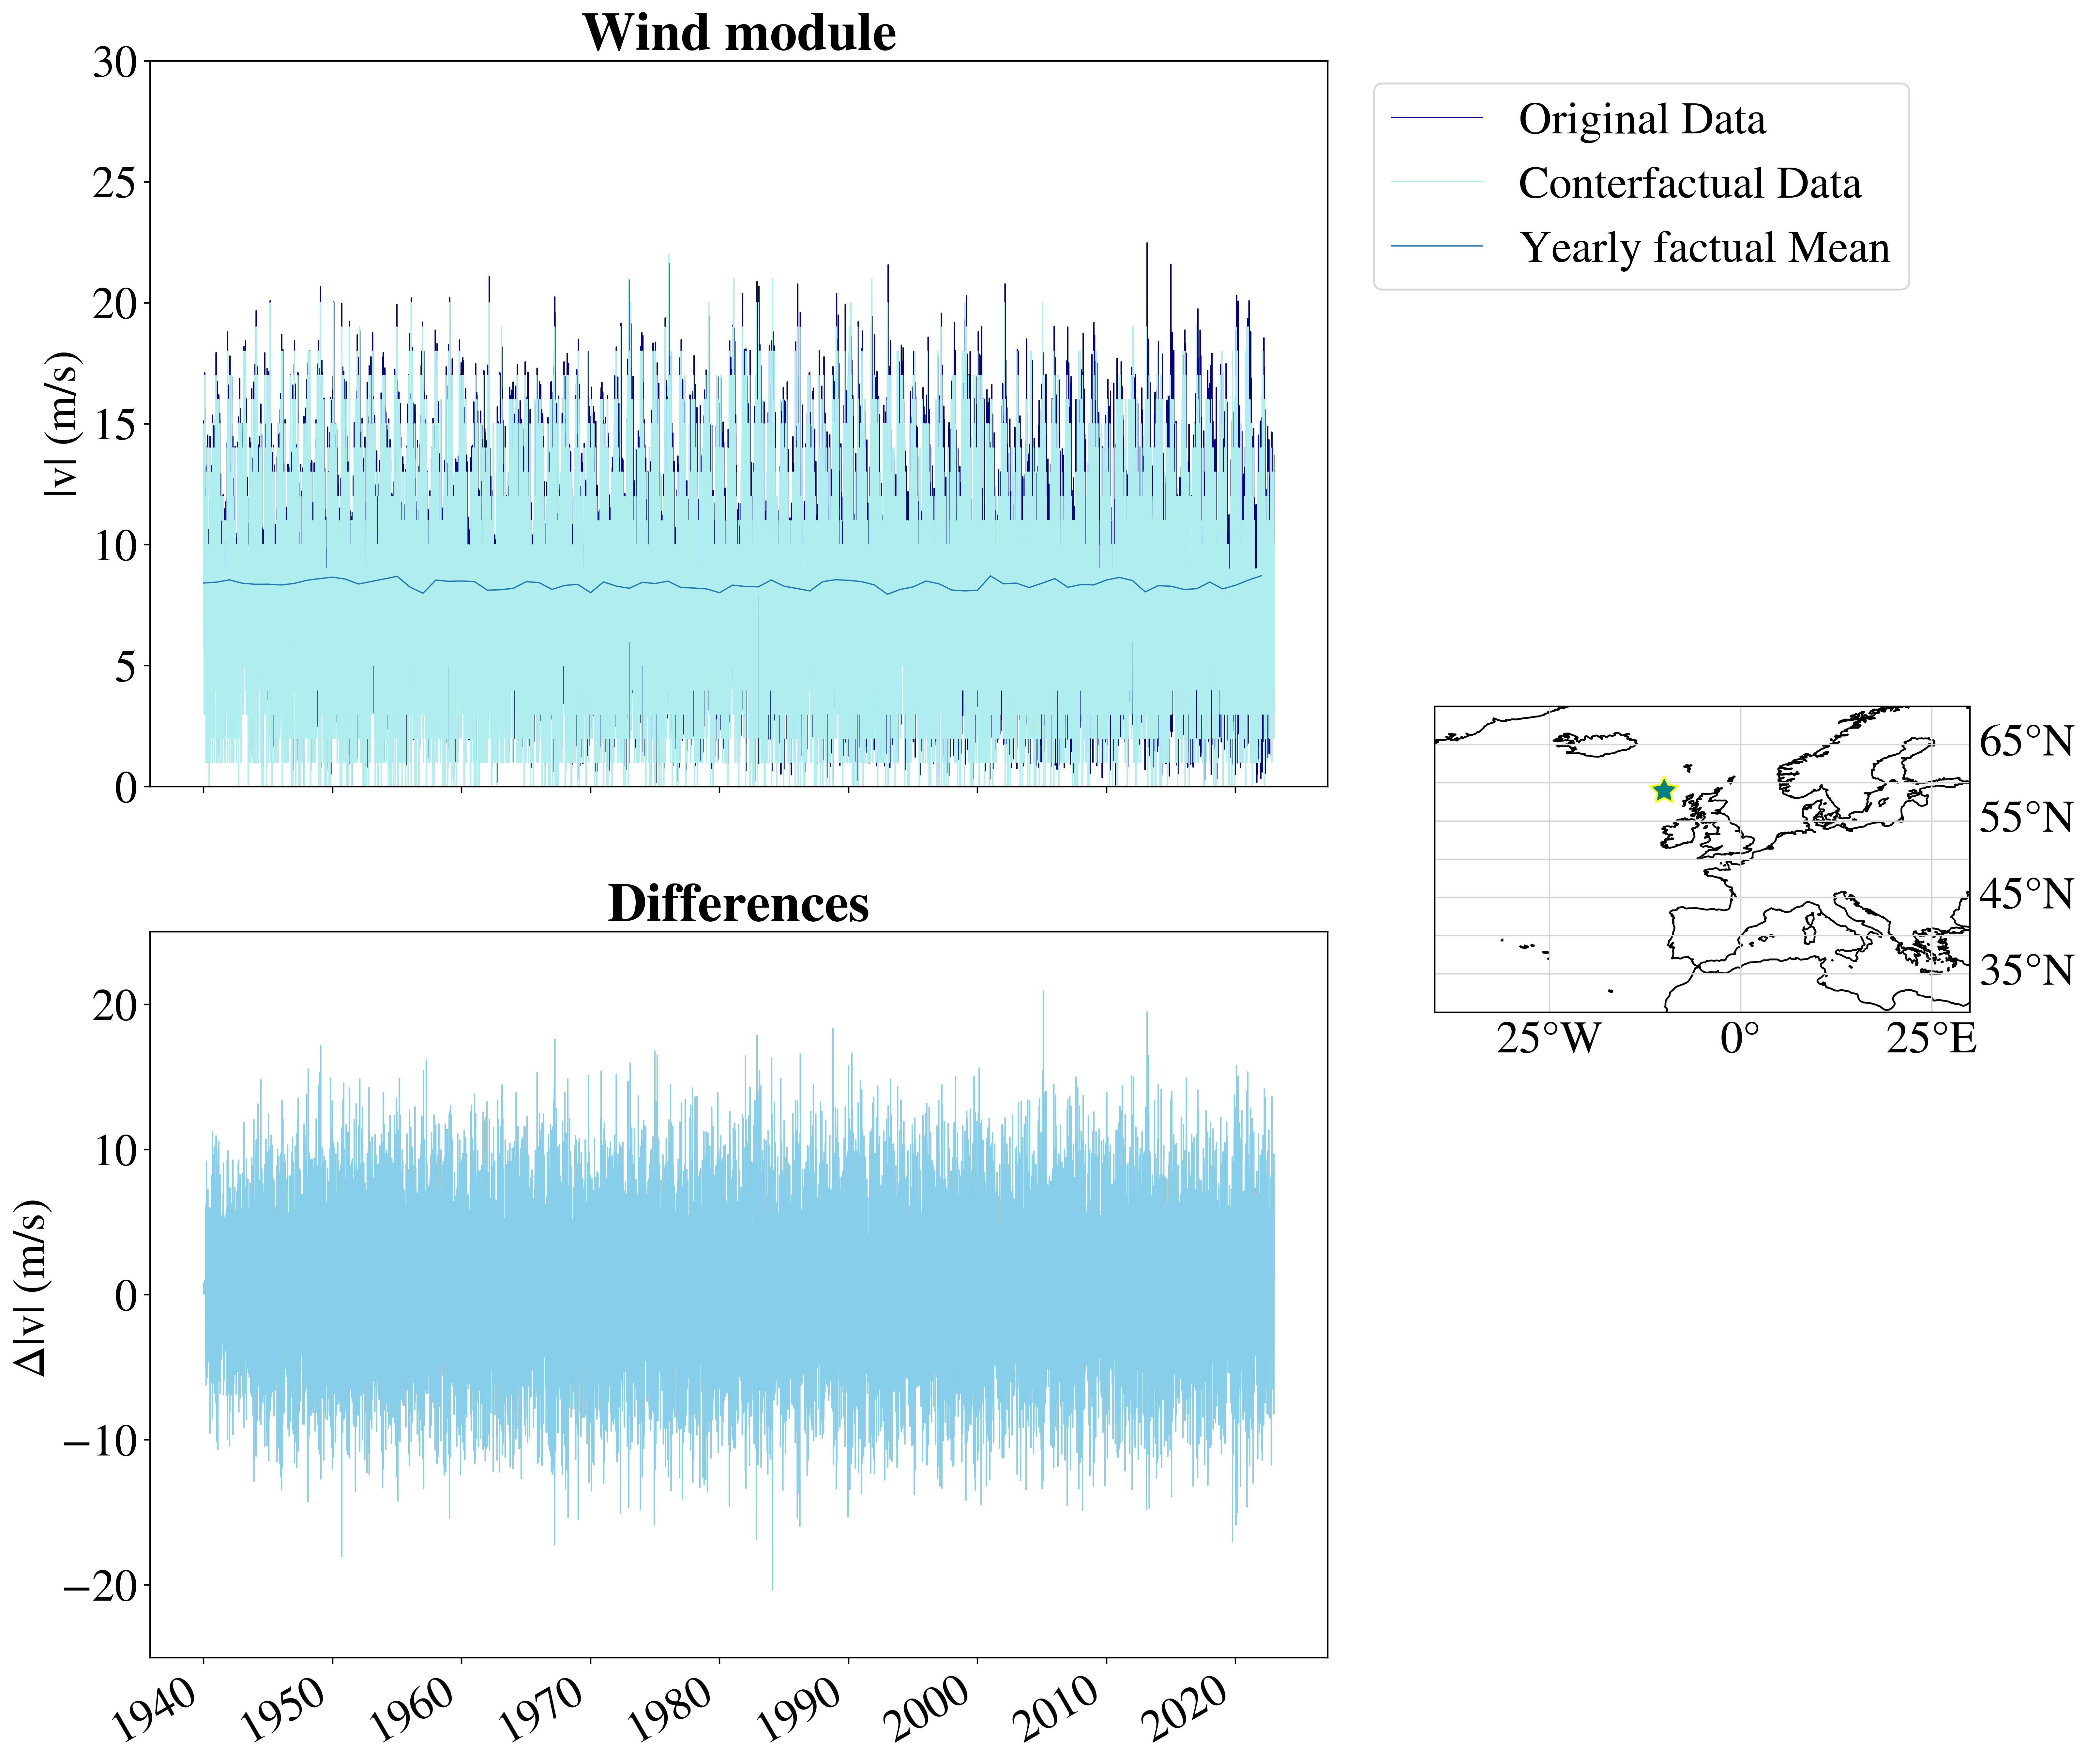 Wind module
30
25
20
15
10
5
0
|v| (m/s)
Original Data
Conterfactual Data
Yearly factual Mean
65°N
55°N
45°N
35°N
25°W 0° 25°E
Differences
20
10
0
−10
−20
Δ|v| (m/s)
1940 1950 1960 1970 1980 1990 2000 2010 2020